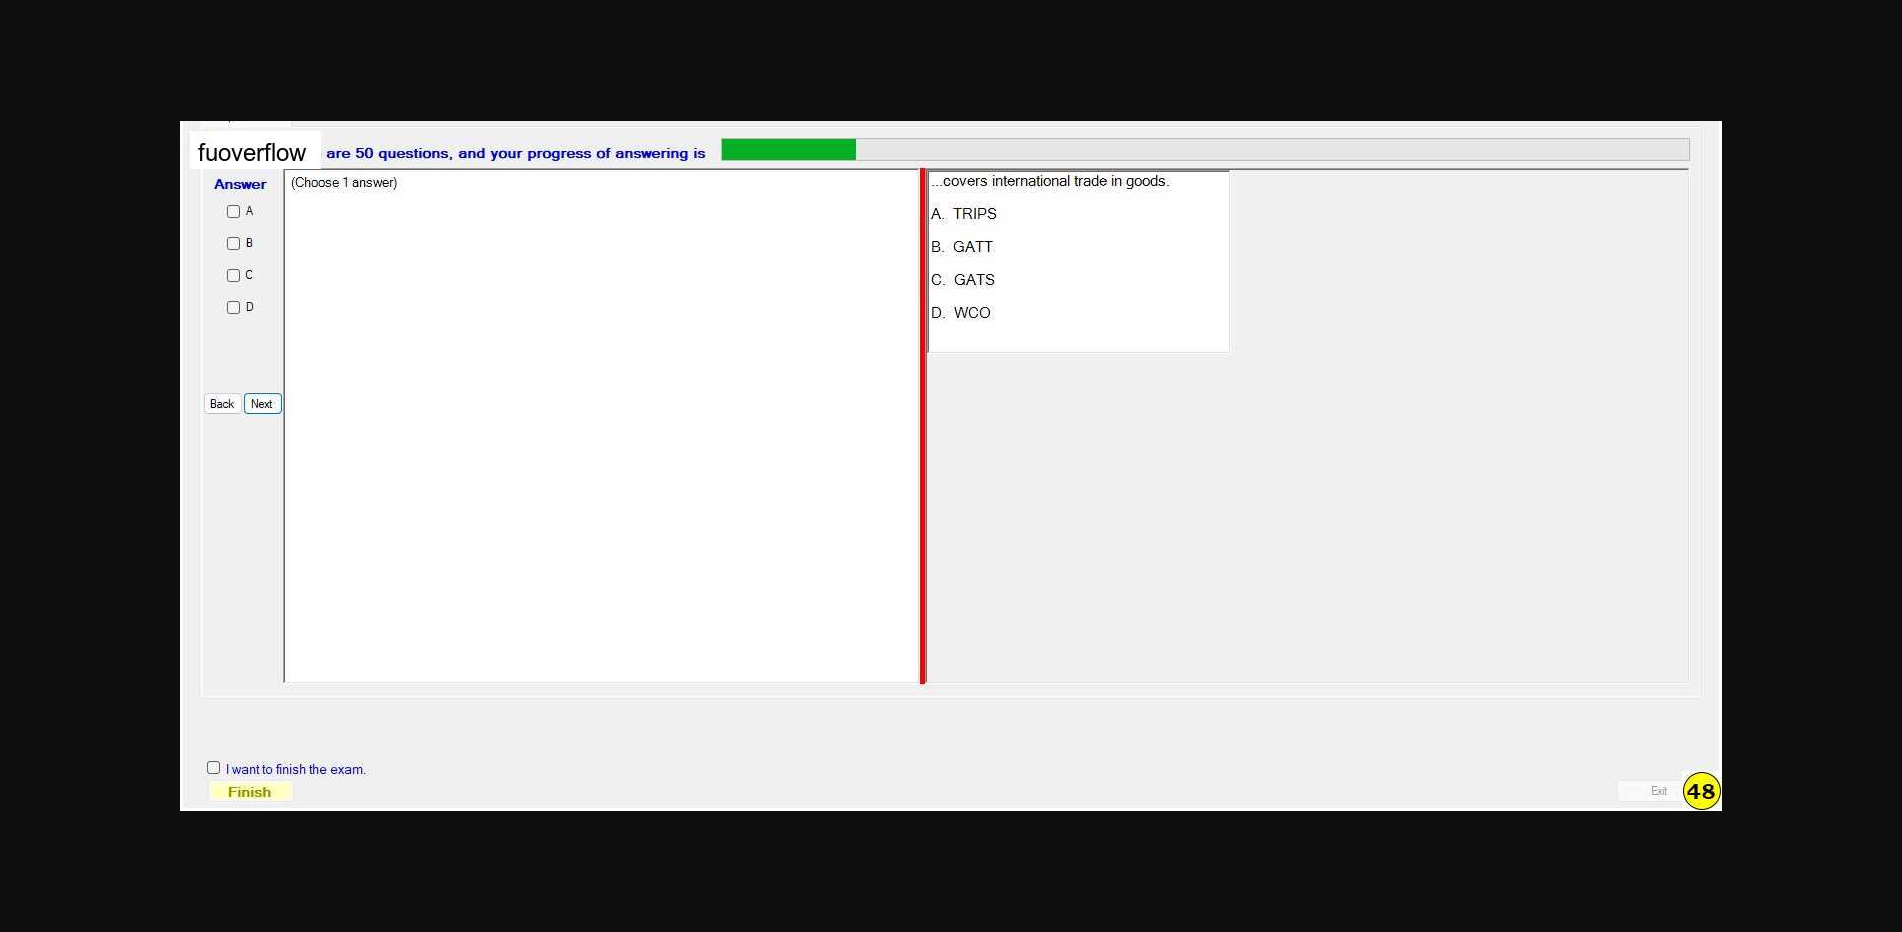 fuoverflow are 50 questions, and your progress of answering is
Answer
(Choose 1 answer)
A
B
C
D
Back Next
...covers international trade in goods.
A. TRIPS
B. GATT
C. GATS
D. WCO
I want to finish the exam.
Finish
Exit
48